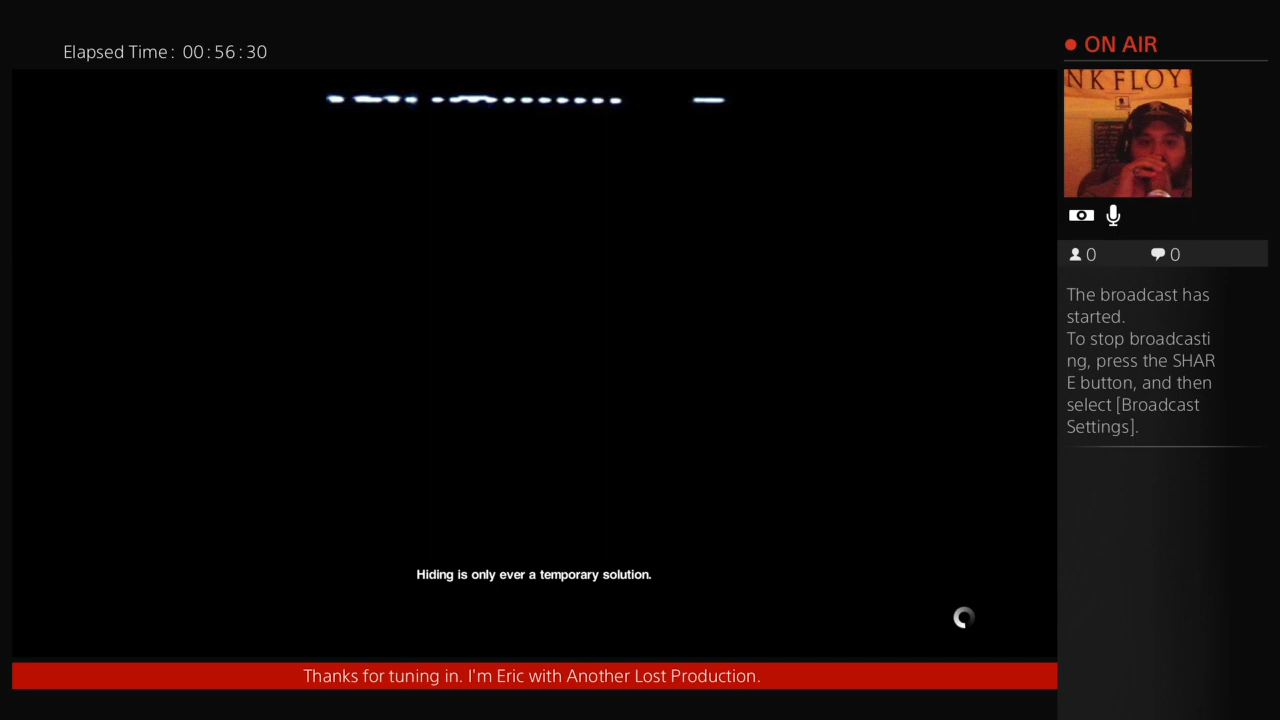 Elapsed Time: 00:56:30
ON AIR
NK FLOY
0 0
The broadcast has
started.
To stop broadcasti
ng, press the SHAR
E button, and then
select [Broadcast
Settings].
Hiding is only ever a temporary solution.
Thanks for tuning in. I'm Eric with Another Lost Production.